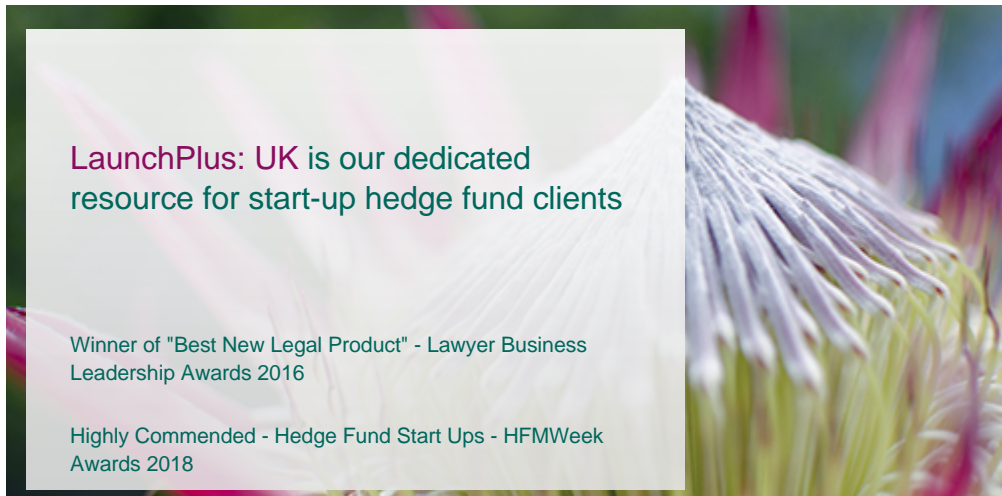 LaunchPlus: UK is our dedicated
resource for start-up hedge fund clients
Winner of "Best New Legal Product" - Lawyer Business
Leadership Awards 2016
Highly Commended - Hedge Fund Start Ups - HFMWeek
Awards 2018